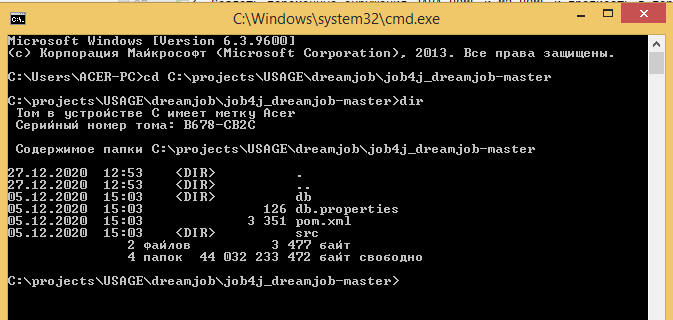 C:\Windows\system32\cmd.exe
Microsoft Windows [Version 6.3.9600]
(c) Корпорация Майкрософт (Microsoft Corporation), 2013. Все права защищены.
C:\Users\ACER-PC>cd C:\projects\USAGE\dreamjob\job4j_dreamjob-master
C:\projects\USAGE\dreamjob\job4j_dreamjob-master>dir
Том в устройстве C имеет метку Acer
Серийный номер тома: B678-CB2C
Содержимое папки C:\projects\USAGE\dreamjob\job4j_dreamjob-master
27.12.2020  12:53    <DIR>          .
27.12.2020  12:53    <DIR>          ..
05.12.2020  15:03    <DIR>          db
05.12.2020  15:03               126 db.properties
05.12.2020  15:03             3 351 pom.xml
05.12.2020  15:03    <DIR>          src
2 файлов          3 477 байт
4 папок  44 032 233 472 байт свободно
C:\projects\USAGE\dreamjob\job4j_dreamjob-master>